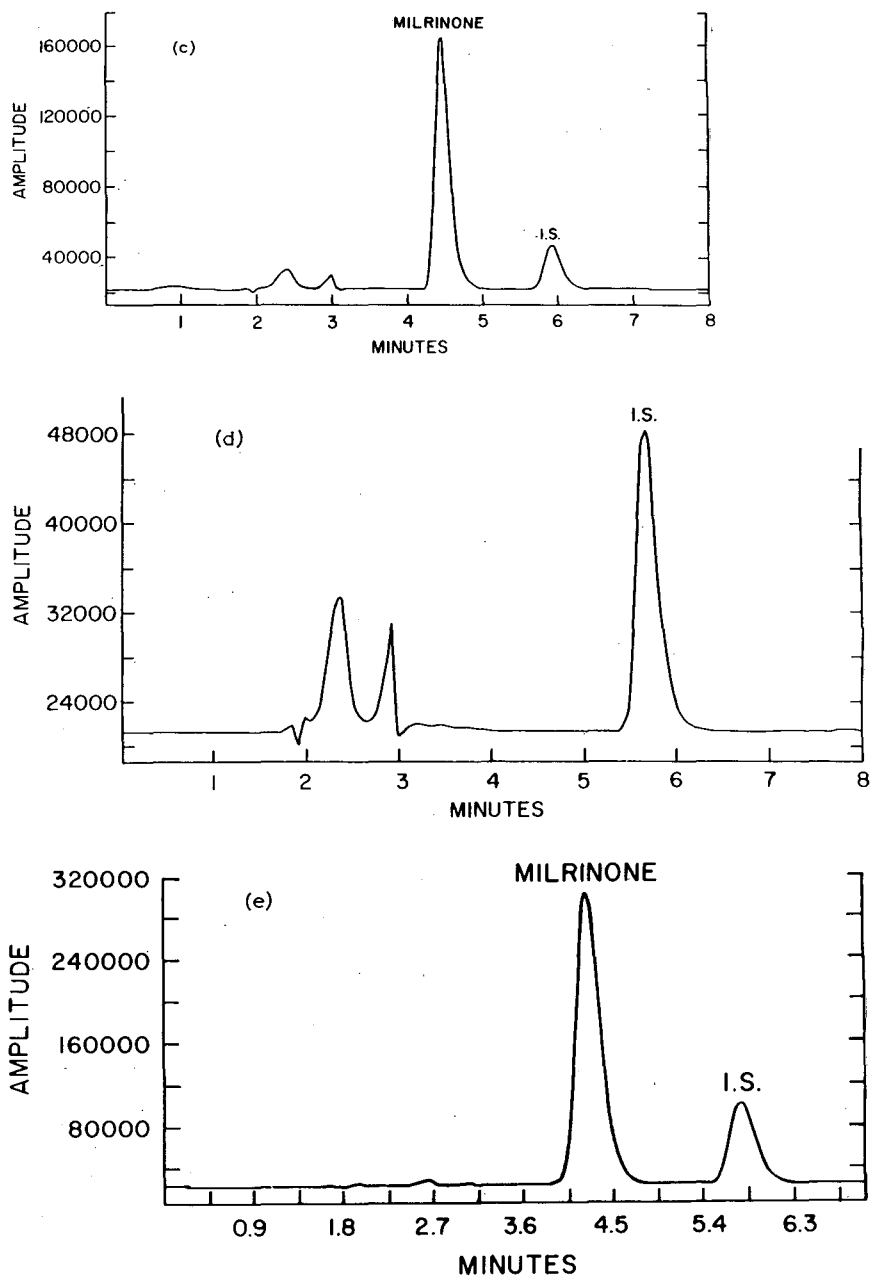 MILRINONE
(c)
160000
120000
80000
40000
AMPLITUDE
I.S.
1 2 3 4 5 6 7 8
MINUTES
I.S.
(d)
48000
40000
32000
24000
AMPLITUDE
1 2 3 4 5 6 7 8
MINUTES
MILRINONE
(e)
320000
240000
160000
80000
AMPLITUDE
I.S.
0.9 1.8 2.7 3.6 4.5 5.4 6.3
MINUTES